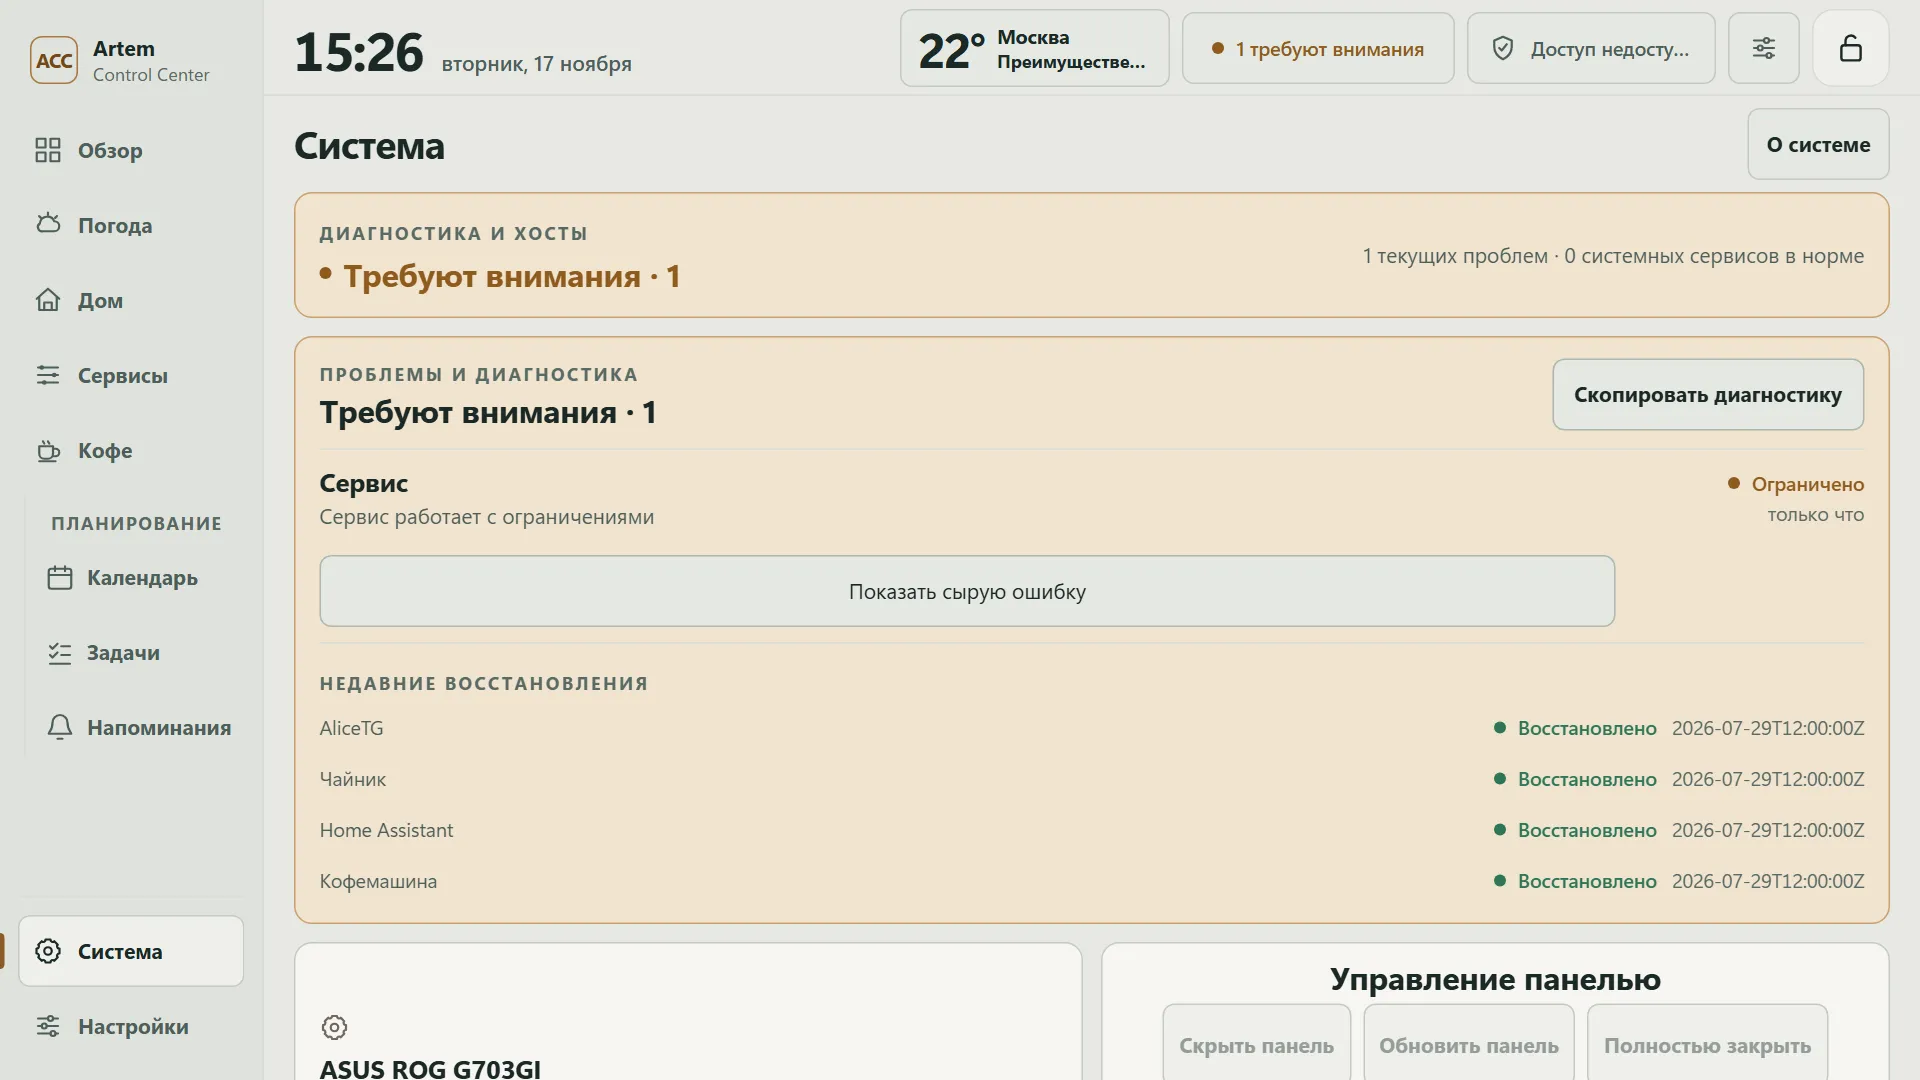 ACC
Artem
Control Center
15:26
вторник, 17 ноября
22°
Москва
Преимуществе...
1 требуют внимания
Доступ недосту...
Обзор
Погода
Дом
Сервисы
Кофе
ПЛАНИРОВАНИЕ
Календарь
Задачи
Напоминания
Система
Настройки
Система
О системе
ДИАГНОСТИКА И ХОСТЫ
Требуют внимания · 1
1 текущих проблем · 0 системных сервисов в норме
ПРОБЛЕМЫ И ДИАГНОСТИКА
Требуют внимания · 1
Скопировать диагностику
Сервис
Ограничено
Сервис работает с ограничениями
только что
Показать сырую ошибку
НЕДАВНИЕ ВОССТАНОВЛЕНИЯ
AliceTG
Восстановлено 2026-07-29T12:00:00Z
Чайник
Восстановлено 2026-07-29T12:00:00Z
Home Assistant
Восстановлено 2026-07-29T12:00:00Z
Кофемашина
Восстановлено 2026-07-29T12:00:00Z
ASUS ROG G703GI
Управление панелью
Скрыть панель
Обновить панель
Полностью закрыть